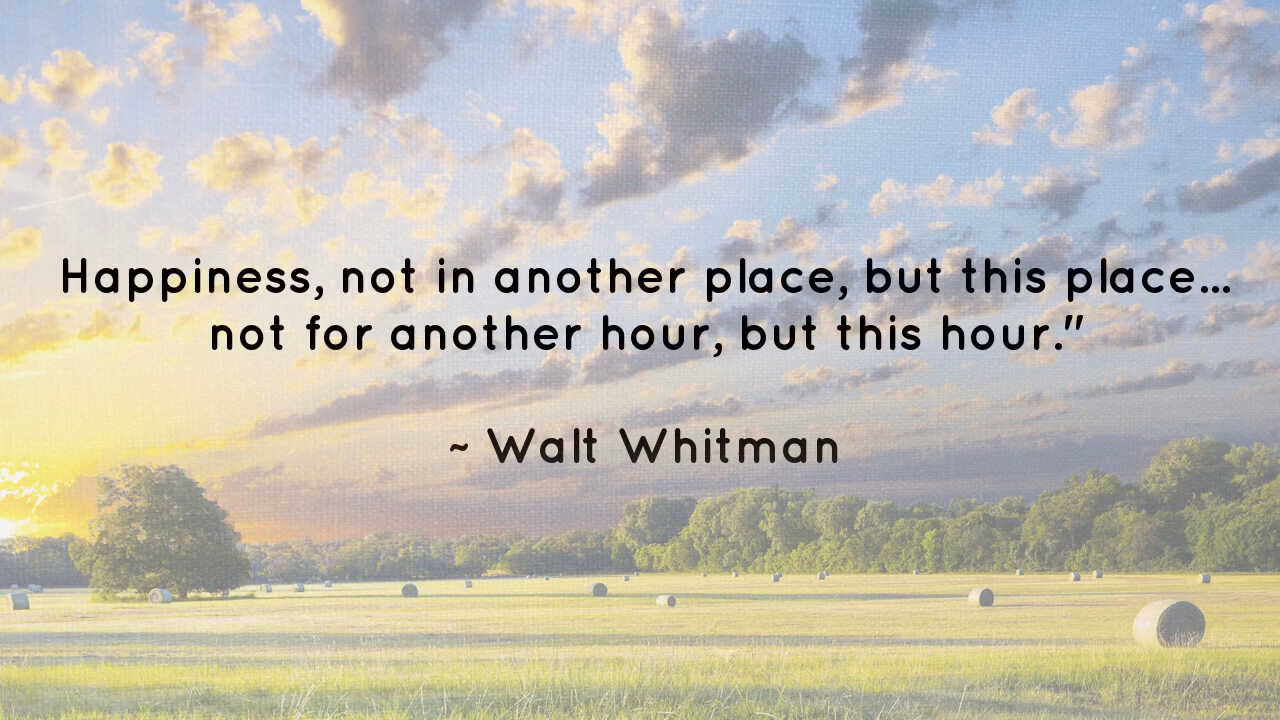 Happiness, not in another place, but this place...
not for another hour, but this hour."
~ Walt Whitman